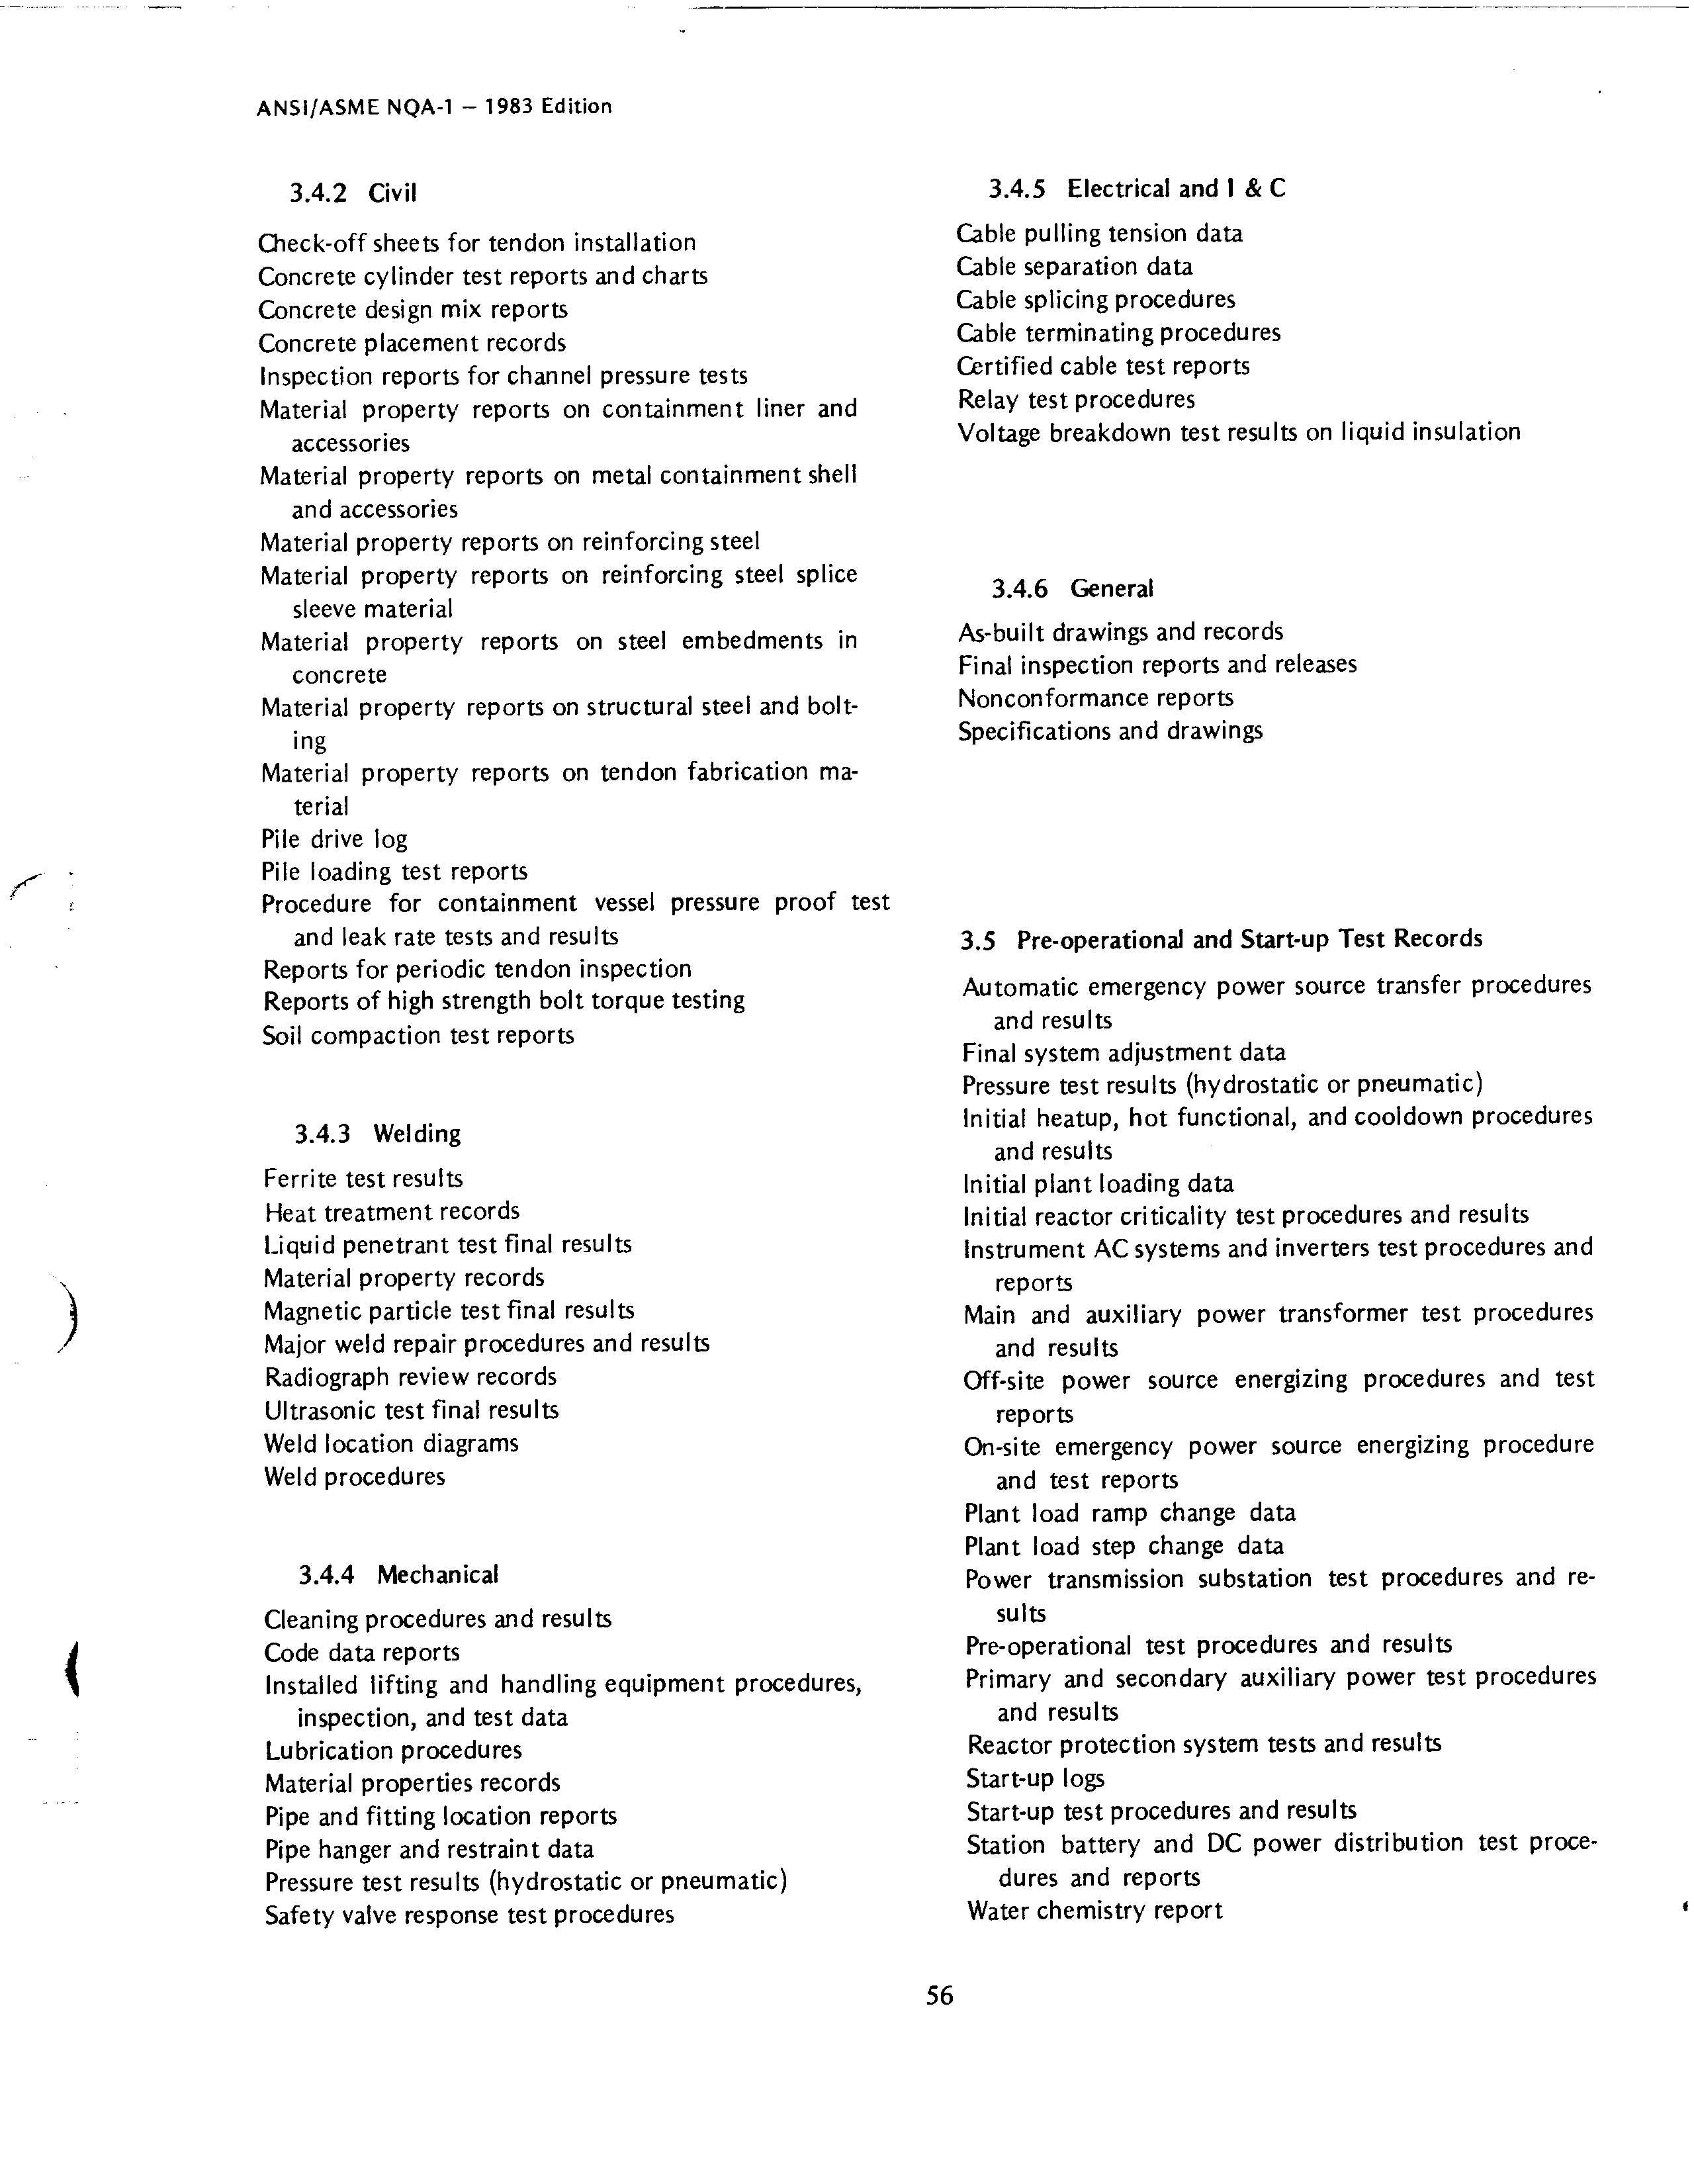 ANSI/ASME NQA-1 – 1983 Edition
3.4.2 Civil
Check-off sheets for tendon installation
Concrete cylinder test reports and charts
Concrete design mix reports
Concrete placement records
Inspection reports for channel pressure tests
Material property reports on containment liner and
accessories
Material property reports on metal containment shell
and accessories
Material property reports on reinforcing steel
Material property reports on reinforcing steel splice
sleeve material
Material property reports on steel embedments in
concrete
Material property reports on structural steel and bolt-
ing
Material property reports on tendon fabrication ma-
terial
Pile drive log
Pile loading test reports
Procedure for containment vessel pressure proof test
and leak rate tests and results
Reports for periodic tendon inspection
Reports of high strength bolt torque testing
Soil compaction test reports
3.4.3 Welding
Ferrite test results
Heat treatment records
Liquid penetrant test final results
Material property records
Magnetic particle test final results
Major weld repair procedures and results
Radiograph review records
Ultrasonic test final results
Weld location diagrams
Weld procedures
3.4.4 Mechanical
Cleaning procedures and results
Code data reports
Installed lifting and handling equipment procedures,
inspection, and test data
Lubrication procedures
Material properties records
Pipe and fitting location reports
Pipe hanger and restraint data
Pressure test results (hydrostatic or pneumatic)
Safety valve response test procedures
3.4.5 Electrical and I & C
Cable pulling tension data
Cable separation data
Cable splicing procedures
Cable terminating procedures
Certified cable test reports
Relay test procedures
Voltage breakdown test results on liquid insulation
3.4.6 General
As-built drawings and records
Final inspection reports and releases
Nonconformance reports
Specifications and drawings
3.5 Pre-operational and Start-up Test Records
Automatic emergency power source transfer procedures
and results
Final system adjustment data
Pressure test results (hydrostatic or pneumatic)
Initial heatup, hot functional, and cooldown procedures
and results
Initial plant loading data
Initial reactor criticality test procedures and results
Instrument AC systems and inverters test procedures and
reports
Main and auxiliary power transformer test procedures
and results
Off-site power source energizing procedures and test
reports
On-site emergency power source energizing procedure
and test reports
Plant load ramp change data
Plant load step change data
Power transmission substation test procedures and re-
sults
Pre-operational test procedures and results
Primary and secondary auxiliary power test procedures
and results
Reactor protection system tests and results
Start-up logs
Start-up test procedures and results
Station battery and DC power distribution test proce-
dures and reports
Water chemistry report
56